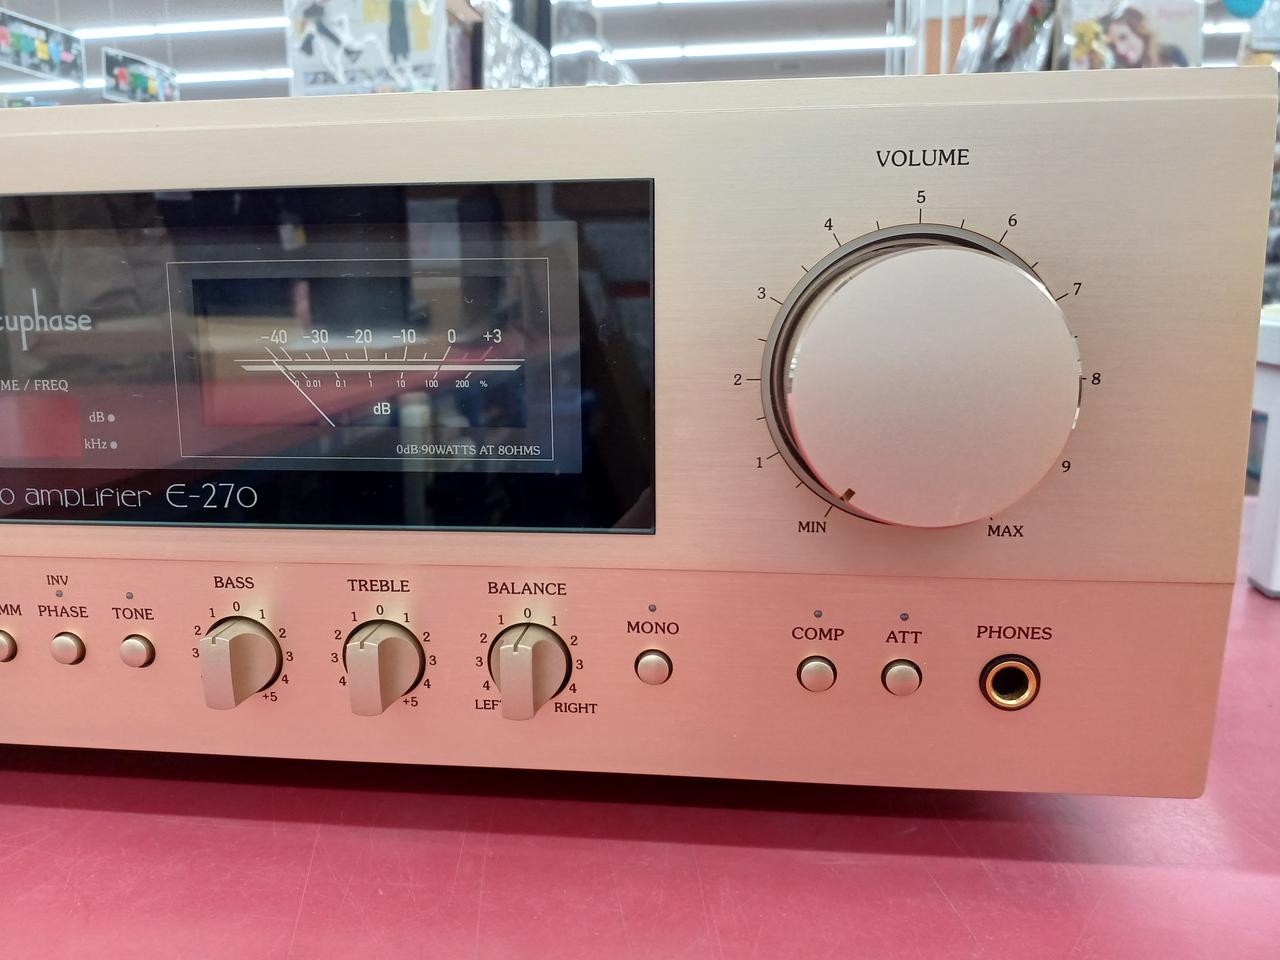 VOLUME
MIN 1 2 3 4 5 6 7 8 9 MAX
cuphase
-40 -30 -20 -10 0 +3
0 0.01 0.1 1 10 100 200 %
dB
0dB:90WATTS AT 8OHMS
ME / FREQ
dB
kHz
o amplifier E-270
MM
INV
PHASE
TONE
BASS
3 2 1 0 1 2 3 4 +5
TREBLE
4 3 2 1 0 1 2 3 4 +5
BALANCE
LEF 4 3 2 1 0 1 2 3 4 RIGHT
MONO
COMP
ATT
PHONES